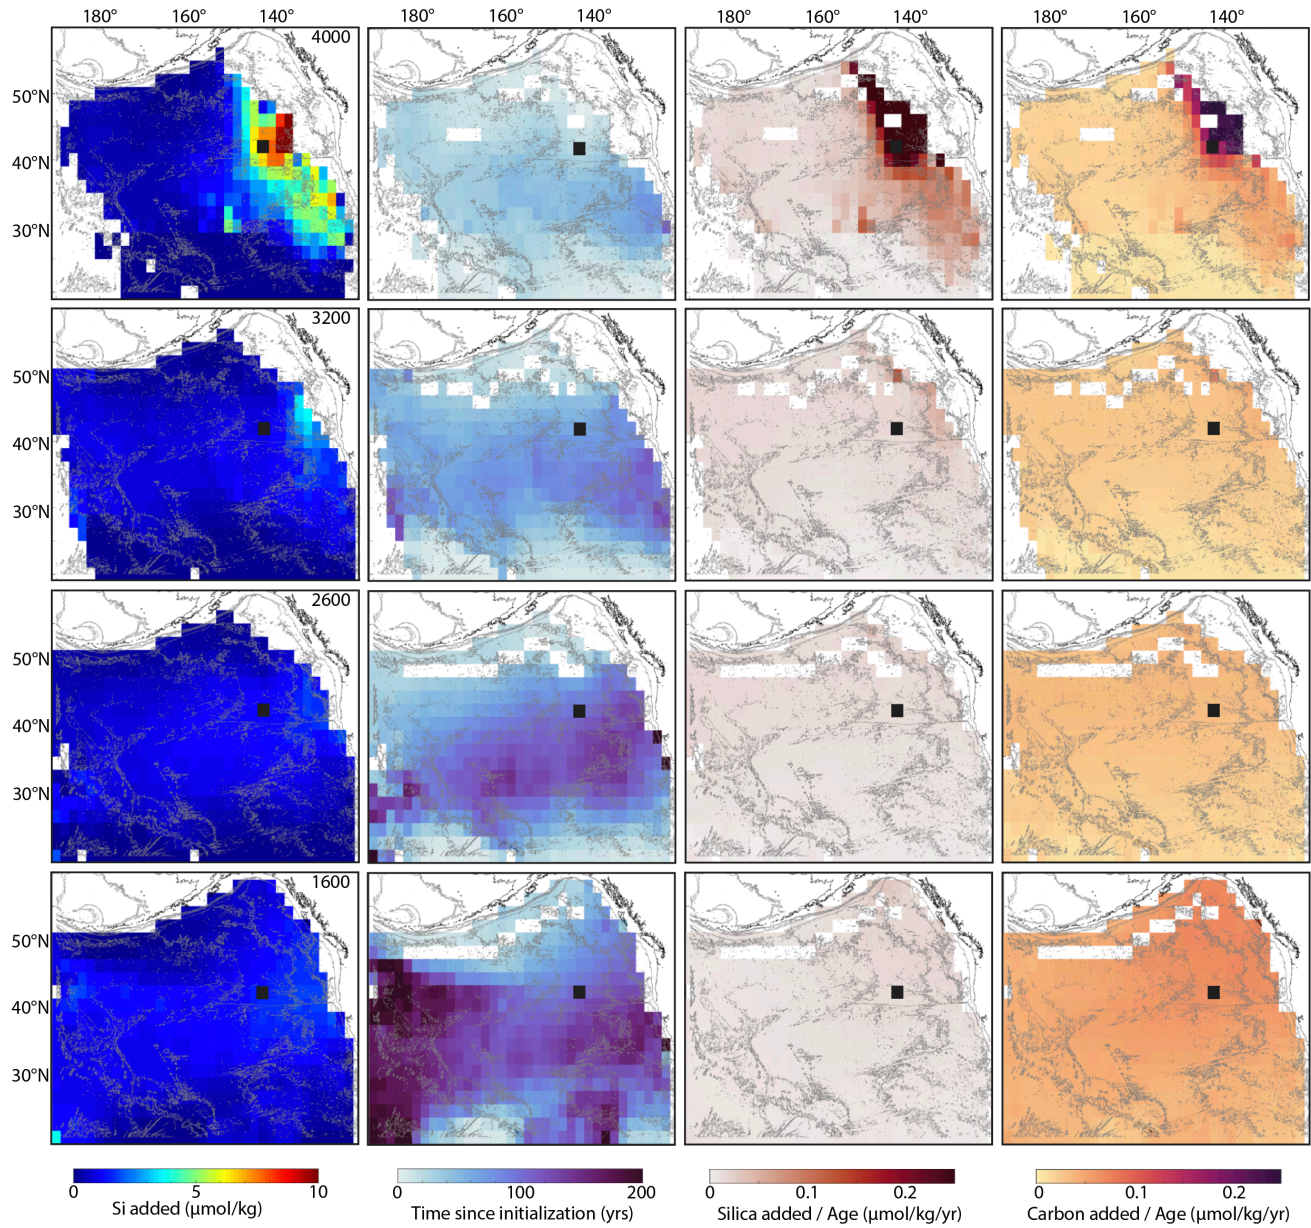 180° 160° 140° 180° 160° 140° 180° 160° 140° 180° 160° 140°
4000
50°N
40°N
30°N
3200
50°N
40°N
30°N
2600
50°N
40°N
30°N
1600
50°N
40°N
30°N
0 5 10 0 100 200 0 0.1 0.2 0 0.1 0.2
Si added (μmol/kg) Time since initialization (yrs) Silica added / Age (μmol/kg/yr) Carbon added / Age (μmol/kg/yr)